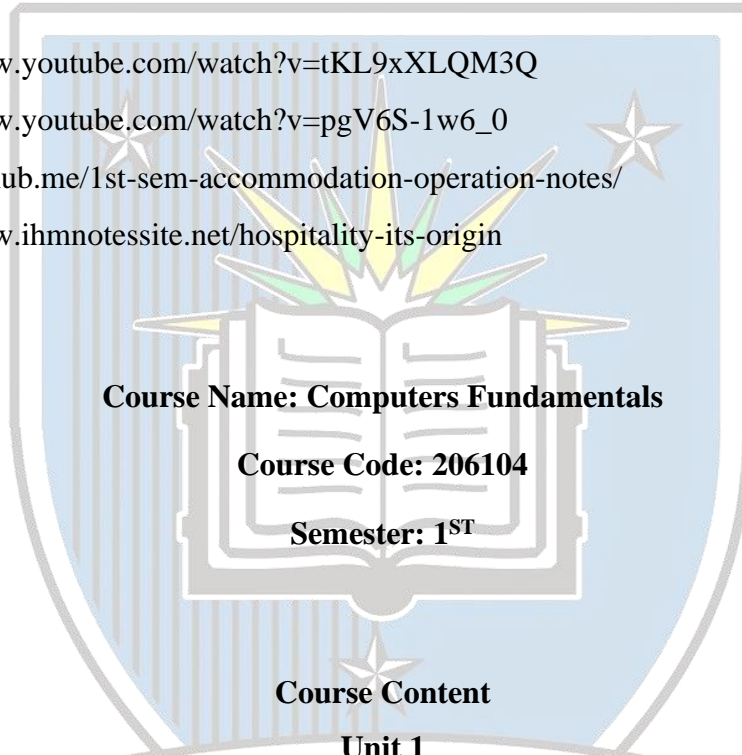 w.youtube.com/watch?v=tKL9xXLQM3Q
w.youtube.com/watch?v=pgV6S-1w6_0
ub.me/1st-sem-accommodation-operation-notes/
w.ihmnotessite.net/hospitality-its-origin
Course Name: Computers Fundamentals
Course Code: 206104
Semester: 1ST
Course Content
Unit 1